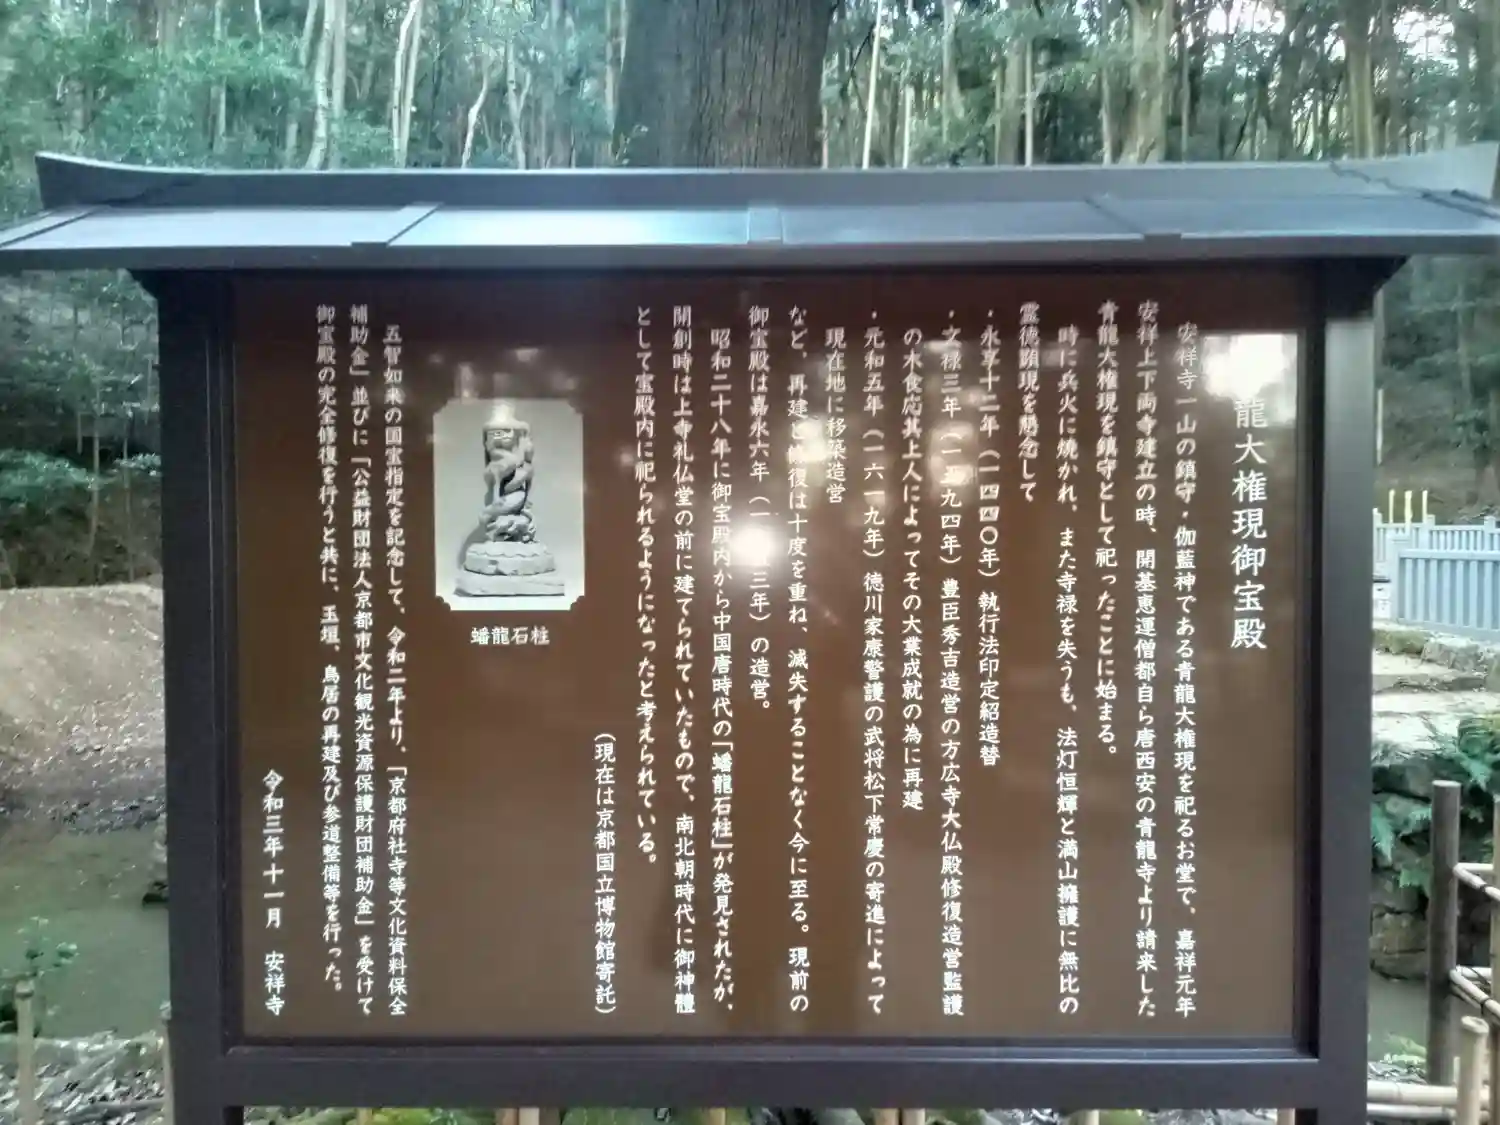 龍大権現御宝殿
安祥寺一山の鎮守・伽藍神である青龍大権現を祀るお堂で、嘉祥元年
安祥上下両寺建立の時、開基恵運僧都自ら唐西安の青龍寺より請来した
青龍大権現を鎮守として祀ったことに始まる。
時に兵火に焼かれ、また寺禄を失うも、法灯恒輝と満山擁護に無比の
霊徳顕現を懇念して
・永享十二年（一四四〇年）執行法印定紹造替
・文禄三年（一五九四年）豊臣秀吉造営の方広寺大仏殿修復造営監護
の木食応其上人によってその大業成就の為に再建
・元和五年（一六一九年）徳川家康警護の武将松下常慶の寄進によって
現在地に移築造営
など、再建と修復は十度を重ね、滅失することなく今に至る。現前の
御宝殿は嘉永六年（一三年）の造営。
昭和二十八年に御宝殿内から中国唐時代の「蟠龍石柱」が発見されたが、
開創時は上寺礼仏堂の前に建てられていたもので、南北朝時代に御神體
として宝殿内に祀られるようになったと考えられている。
（現在は京都国立博物館寄託）
蟠龍石柱
五智如来の国宝指定を記念して、令和二年より、「京都府社寺等文化資料保全
補助金」並びに「公益財団法人京都市文化観光資源保護財団補助金」を受けて
御宝殿の完全修復を行うと共に、玉垣、鳥居の再建及び参道整備等を行った。
令和三年十一月　安祥寺